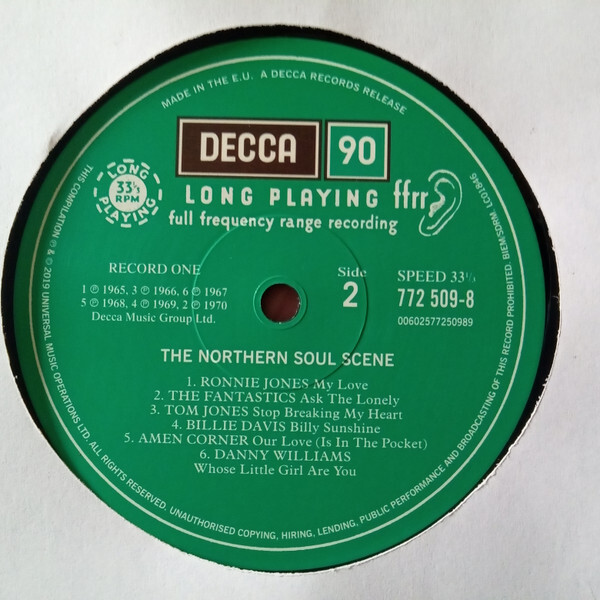 MADE IN THE E.U. A DECCA RECORDS RELEASE
DECCA 90
LONG PLAYING
33⅓
RPM
LONG PLAYING ffrr
full frequency range recording
RECORD ONE
1 ℗ 1965, 3 ℗ 1966, 6 ℗ 1967
5 ℗ 1968, 4 ℗ 1969, 2 ℗ 1970
Decca Music Group Ltd.
Side
2
SPEED 33⅓
772 509-8
00602577250989
THE NORTHERN SOUL SCENE
1. RONNIE JONES My Love
2. THE FANTASTICS Ask The Lonely
3. TOM JONES Stop Breaking My Heart
4. BILLIE DAVIS Billy Sunshine
5. AMEN CORNER Our Love (Is In The Pocket)
6. DANNY WILLIAMS
Whose Little Girl Are You
THIS COMPILATION ℗ & © 2019 UNIVERSAL MUSIC OPERATIONS LTD. ALL RIGHTS RESERVED. UNAUTHORISED COPYING, HIRING, LENDING, PUBLIC PERFORMANCE AND BROADCASTING OF THIS RECORD PROHIBITED. BIEM/SDRM LC01846